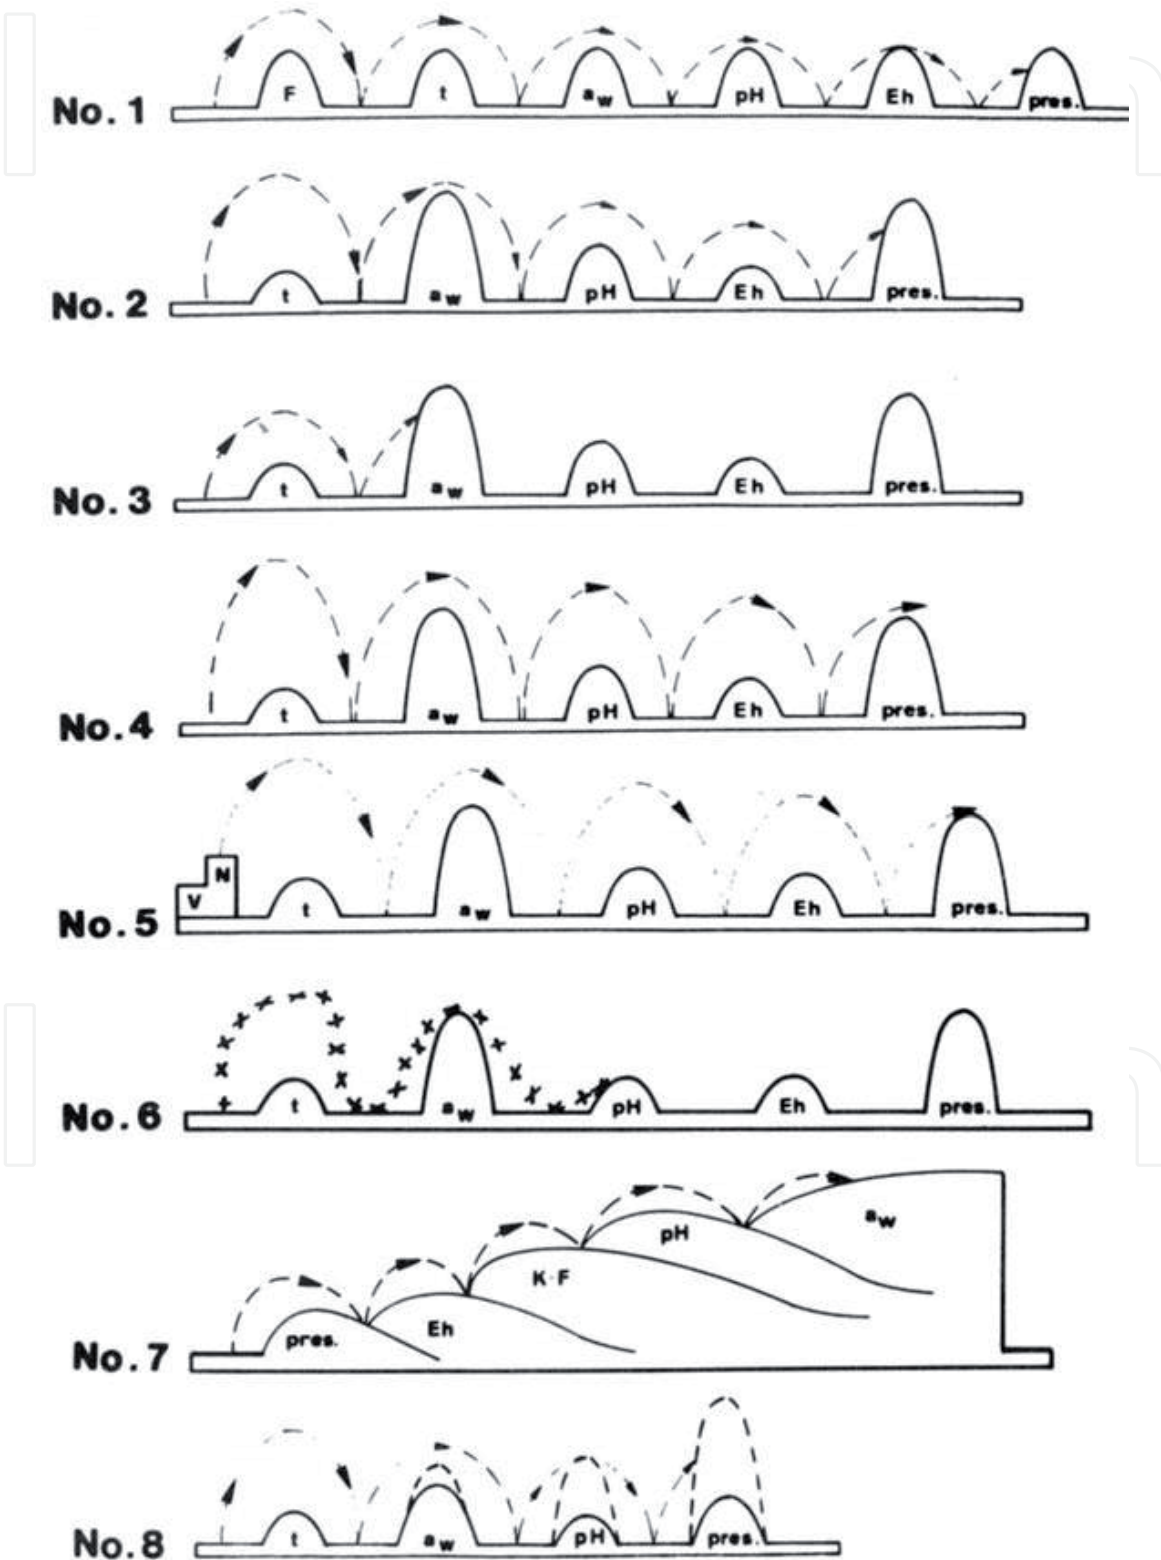 No. 1 F t aw pH Eh pres.
No. 2 t aw pH Eh pres.
No. 3 t aw pH Eh pres.
No. 4 t aw pH Eh pres.
N
V
No. 5 t aw pH Eh pres.
No. 6 t aw pH Eh pres.
aw
pH
K·F
Eh
pres.
No. 7
No. 8 t aw pH pres.